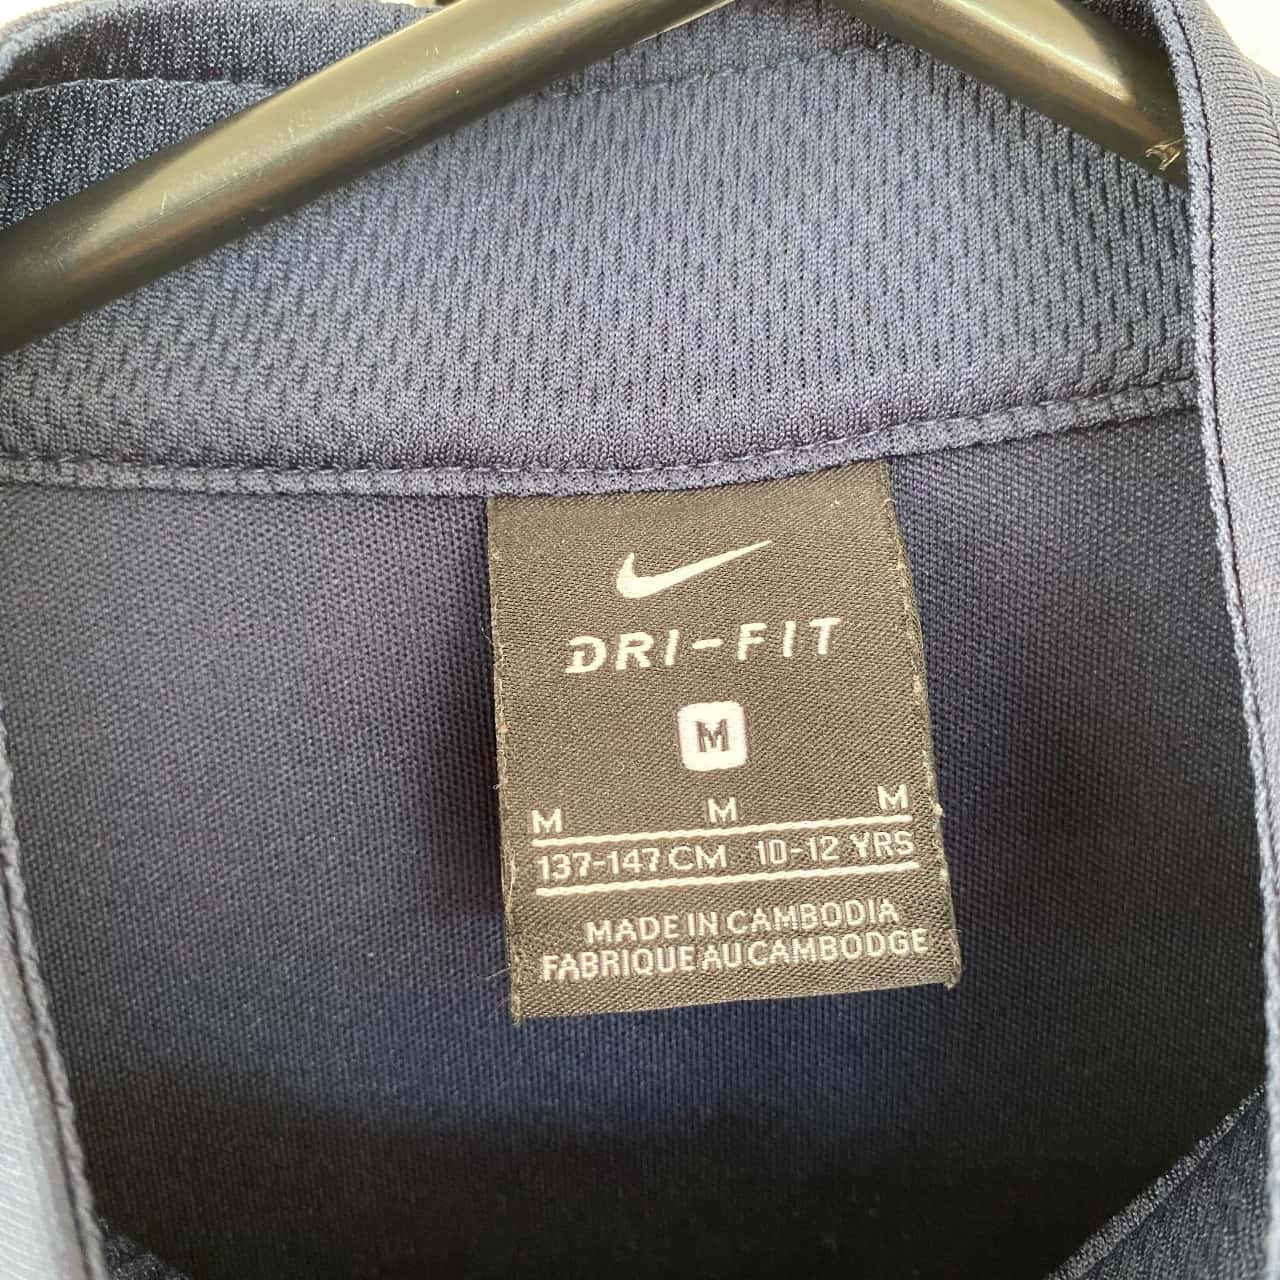 DRI-FIT
M
M M M
137-147 CM 10-12 YRS
MADE IN CAMBODIA
FABRIQUE AU CAMBODGE